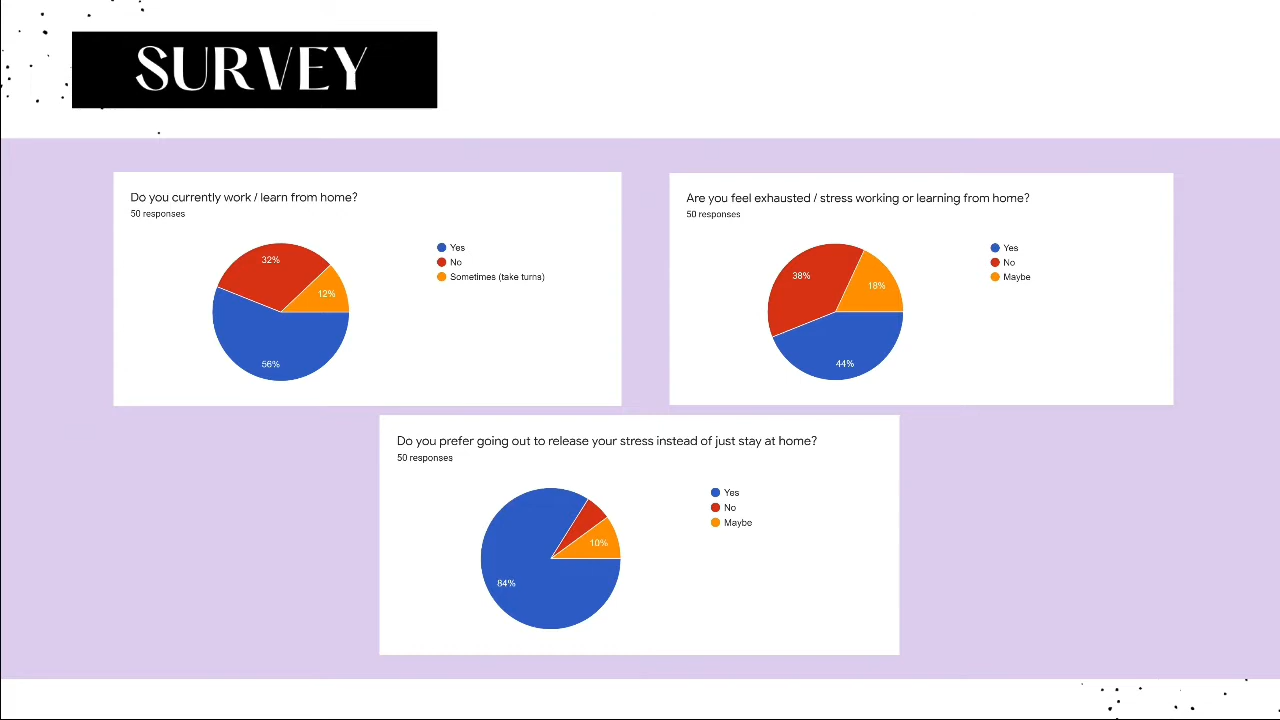 SURVEY
Do you currently work / learn from home?
50 responses
32%
12%
56%
Yes
No
Sometimes (take turns)
Are you feel exhausted / stress working or learning from home?
50 responses
38%
18%
44%
Yes
No
Maybe
Do you prefer going out to release your stress instead of just stay at home?
50 responses
10%
84%
Yes
No
Maybe